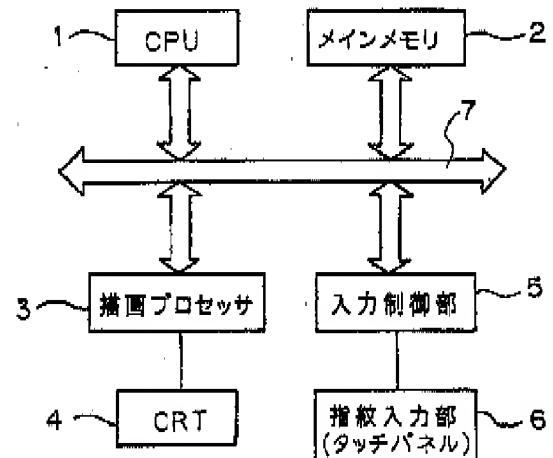 1 CPU
メインメモリ 2
7
3 描画プロセッサ
入力制御部 5
4 CRT
指紋入力部 6
(タッチパネル)